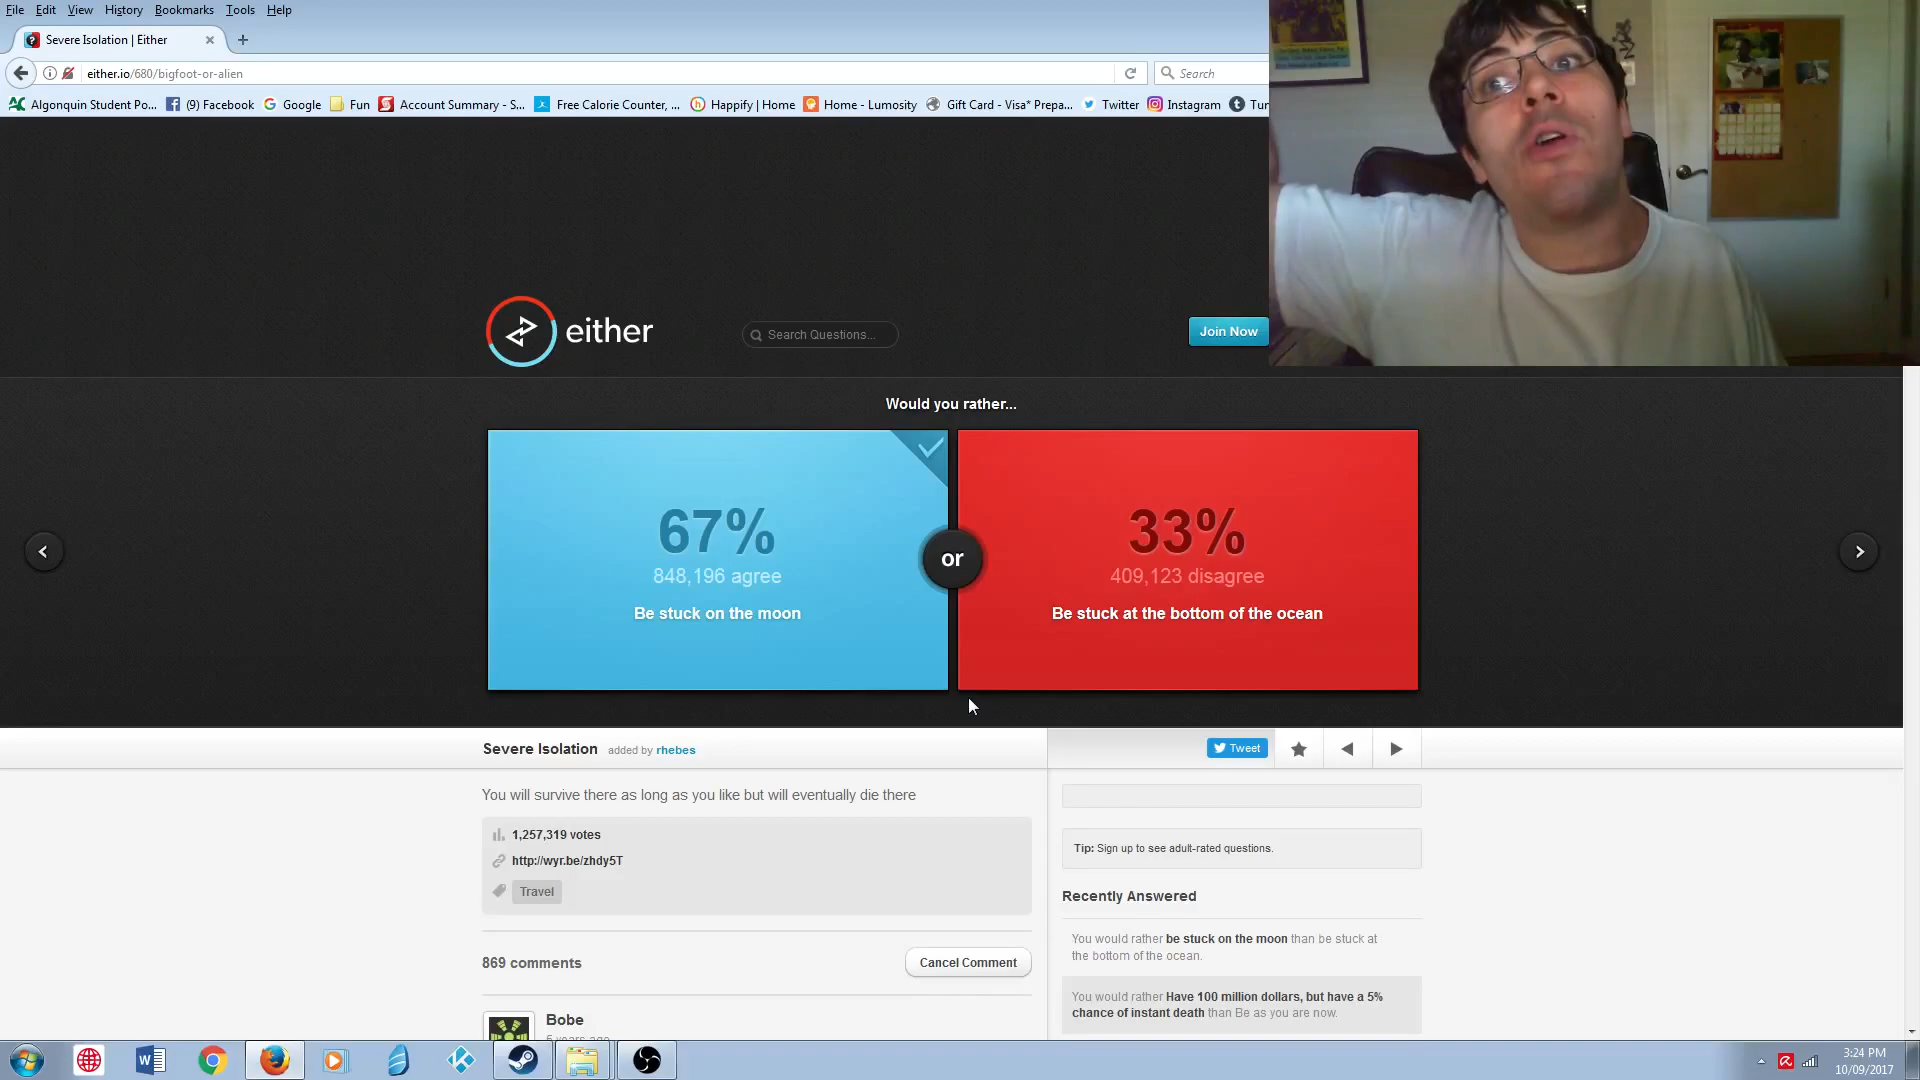 File Edit View History Bookmarks Tools Help
Severe Isolation | Either
either.io/680/bigfoot-or-alien
Search
Algonquin Student Po...
(9) Facebook
Google
Fun
Account Summary - S...
Free Calorie Counter, ...
Happify | Home
Home - Lumosity
Gift Card - Visa* Prepa...
Twitter
Instagram
either
Search Questions...
Join Now
Would you rather...
67%
848,196 agree
Be stuck on the moon
or
33%
409,123 disagree
Be stuck at the bottom of the ocean
Severe Isolation added by rhebes
Tweet
You will survive there as long as you like but will eventually die there
1,257,319 votes
http://wyr.be/zhdy5T
Travel
869 comments
Cancel Comment
Bobe
Tip: Sign up to see adult-rated questions.
Recently Answered
You would rather be stuck on the moon than be stuck at
the bottom of the ocean.
You would rather Have 100 million dollars, but have a 5%
chance of instant death than Be as you are now.
3:24 PM
10/09/2017